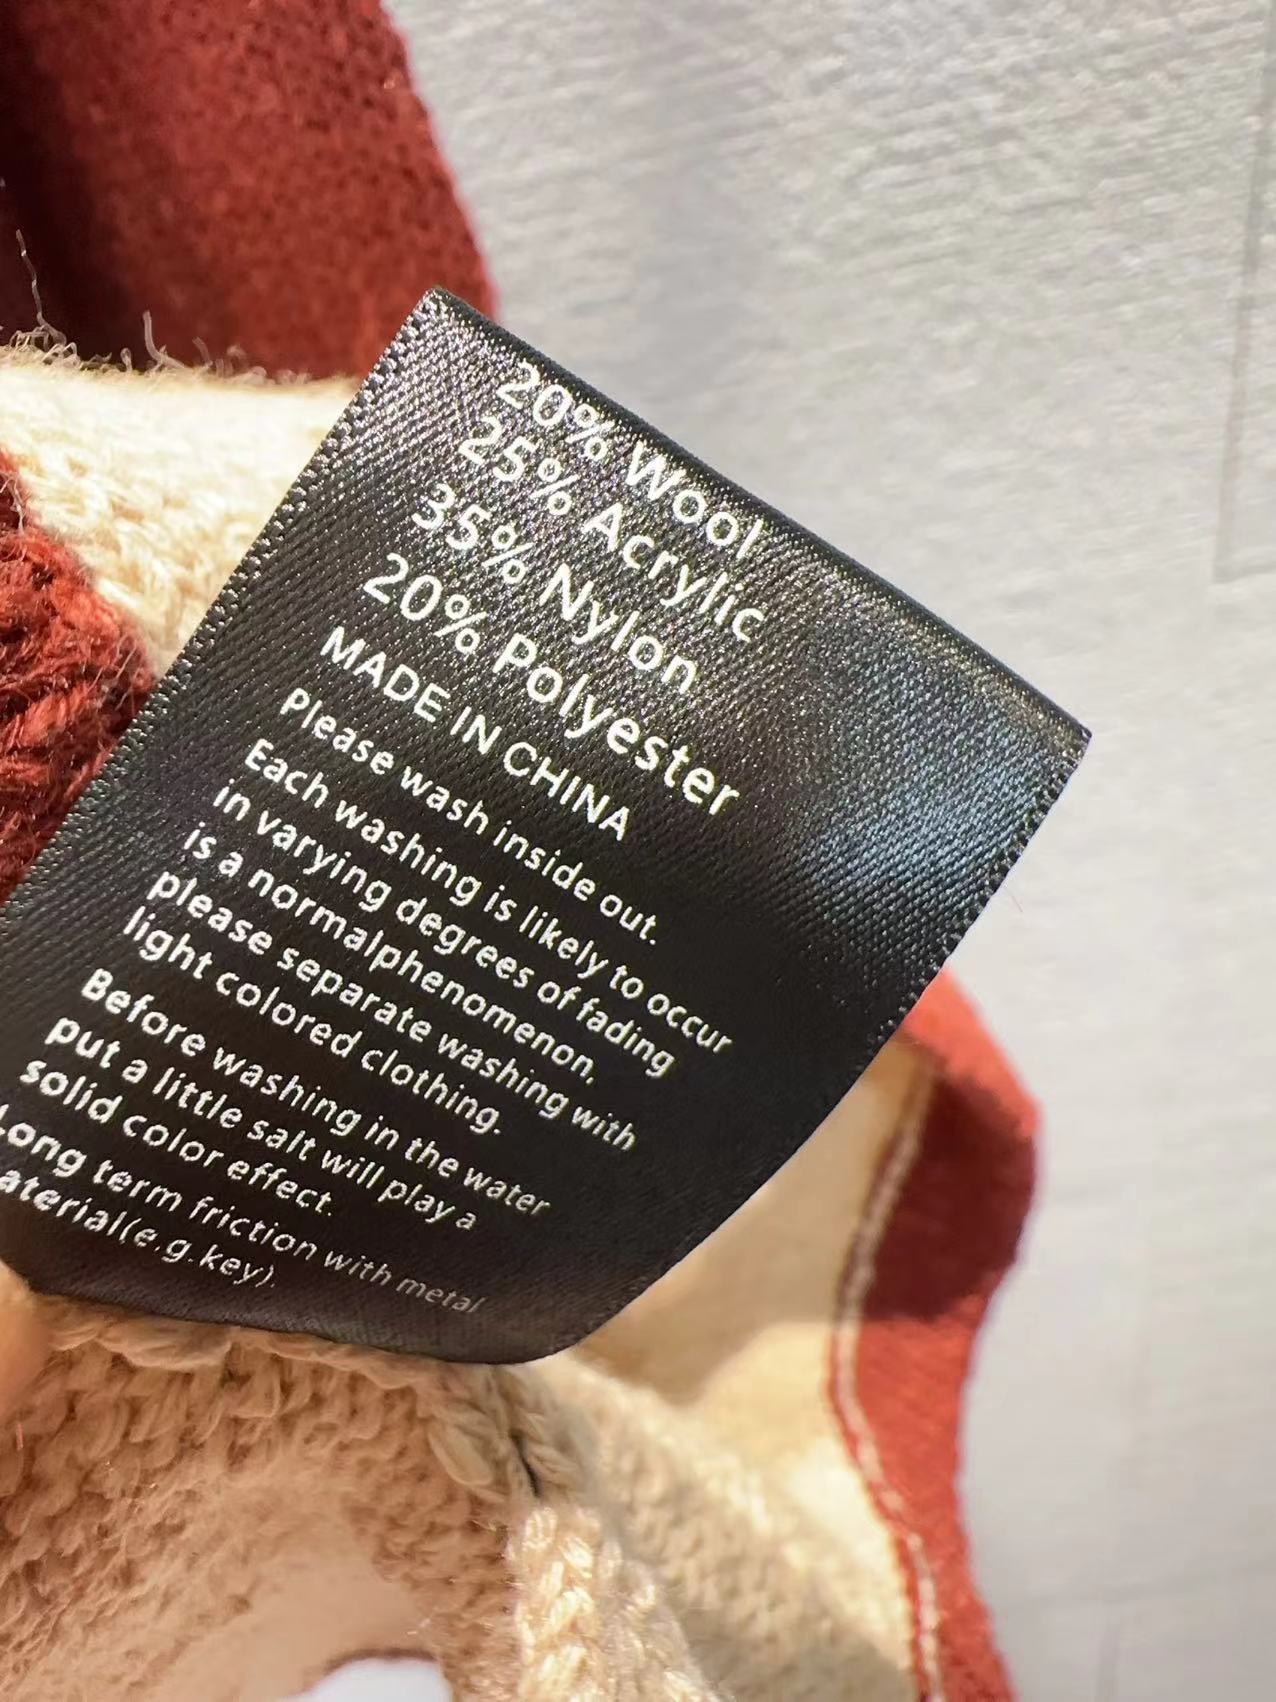 20% Wool
25% Acrylic
35% Nylon
20% Polyester
MADE IN CHINA
Please wash inside out.
Each washing is likely to occur
in varying degrees of fading
is a normalphenomenon,
please separate washing with
light colored clothing.
Before washing in the water
put a little salt will play a
solid color effect.
Long term friction with metal
aterial(e.g.key).